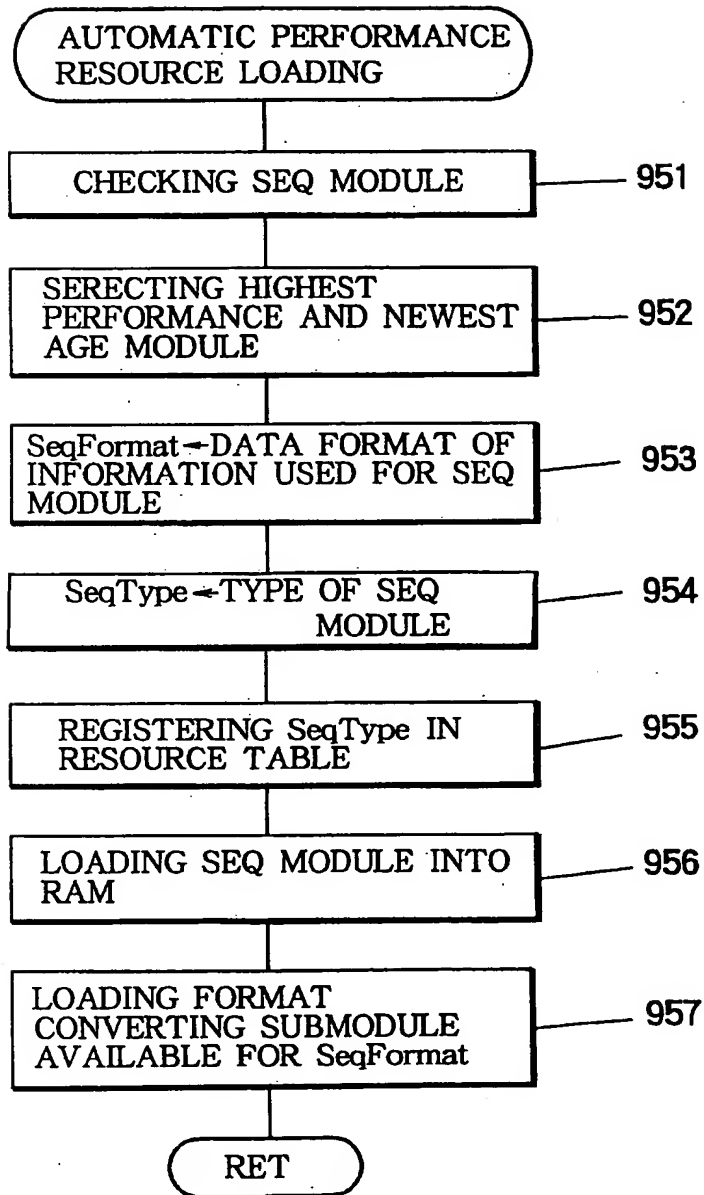 AUTOMATIC PERFORMANCE
RESOURCE LOADING
CHECKING SEQ MODULE
951
SERECTING HIGHEST
PERFORMANCE AND NEWEST
AGE MODULE
952
SeqFormat←DATA FORMAT OF
INFORMATION USED FOR SEQ
MODULE
953
SeqType←TYPE OF SEQ
MODULE
954
REGISTERING SeqType IN
RESOURCE TABLE
955
LOADING SEQ MODULE INTO
RAM
956
LOADING FORMAT
CONVERTING SUBMODULE
AVAILABLE FOR SeqFormat
957
RET